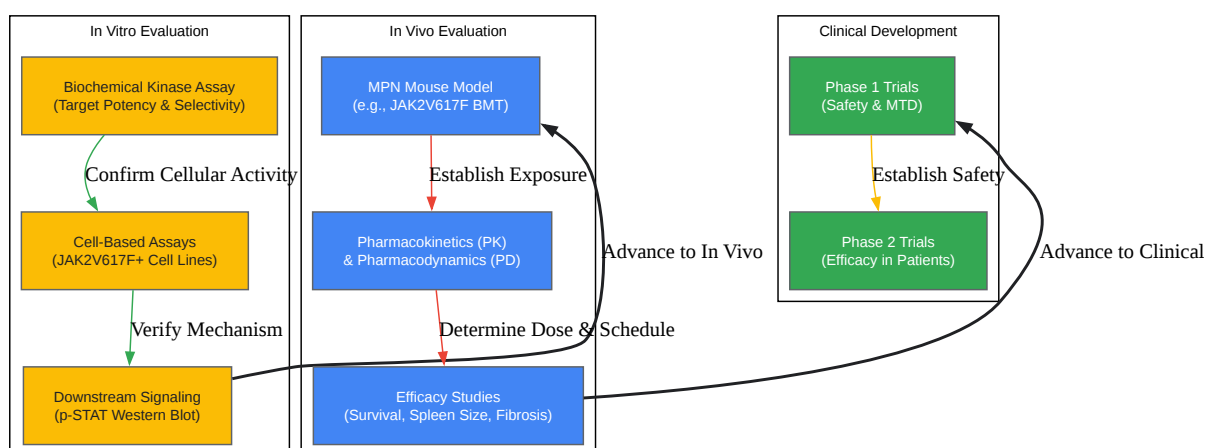 In Vitro Evaluation
Biochemical Kinase Assay
(Target Potency & Selectivity)
Confirm Cellular Activity
Cell-Based Assays
(JAK2V617F+ Cell Lines)
Verify Mechanism
Downstream Signaling
(p-STAT Western Blot)
In Vivo Evaluation
MPN Mouse Model
(e.g., JAK2V617F BMT)
Establish Exposure
Pharmacokinetics (PK)
& Pharmacodynamics (PD)
Determine Dose & Schedule
Efficacy Studies
(Survival, Spleen Size, Fibrosis)
Advance to In Vivo
Clinical Development
Phase 1 Trials
(Safety & MTD)
Establish Safety
Phase 2 Trials
(Efficacy in Patients)
Advance to Clinical